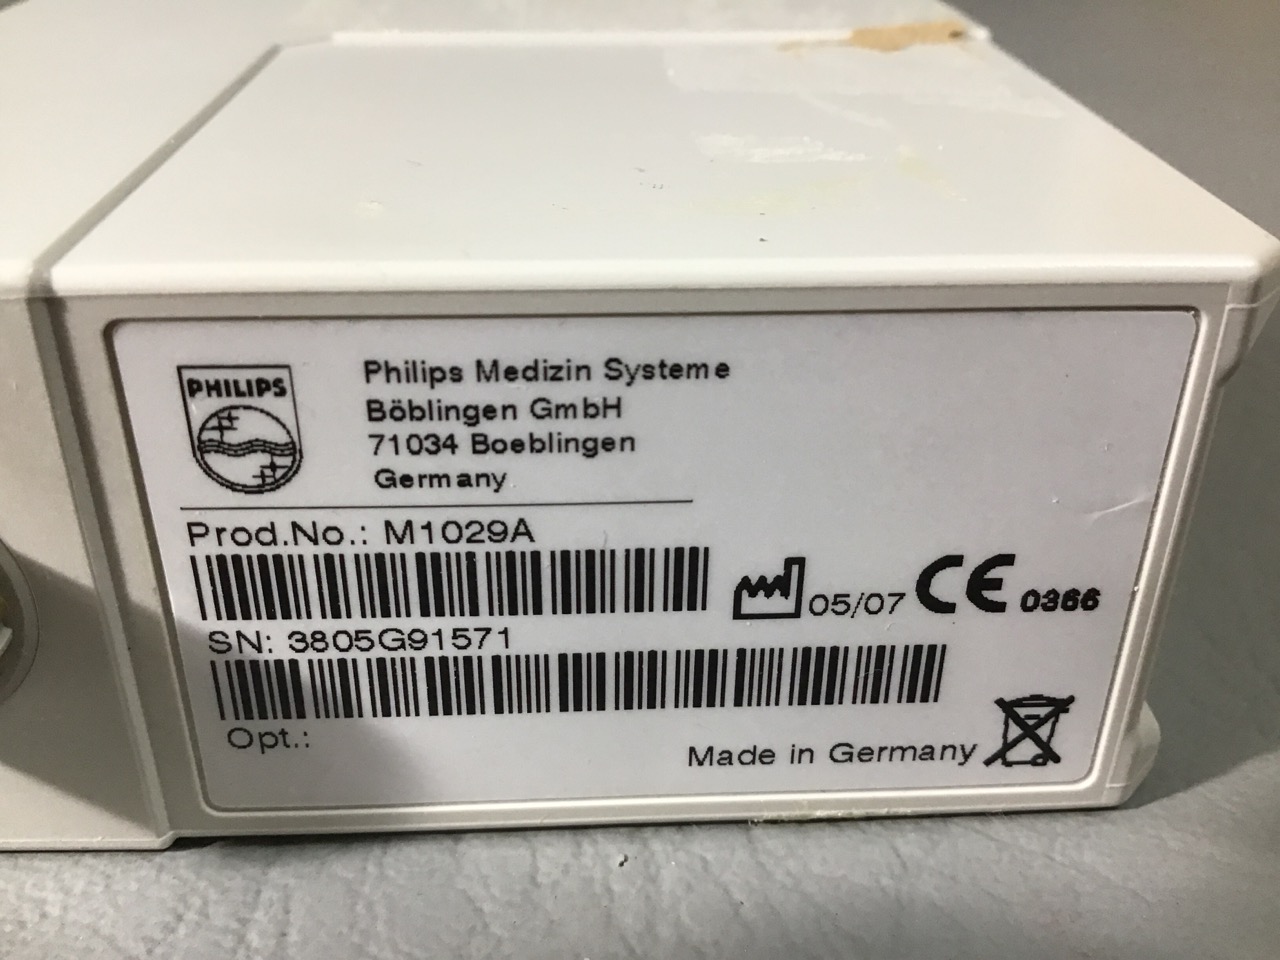 PHILIPS
Philips Medizin Systeme
Böblingen GmbH
71034 Boeblingen
Germany
Prod.No.: M1029A
05/07 CE 0366
SN: 3805G91571
Opt.:
Made in Germany